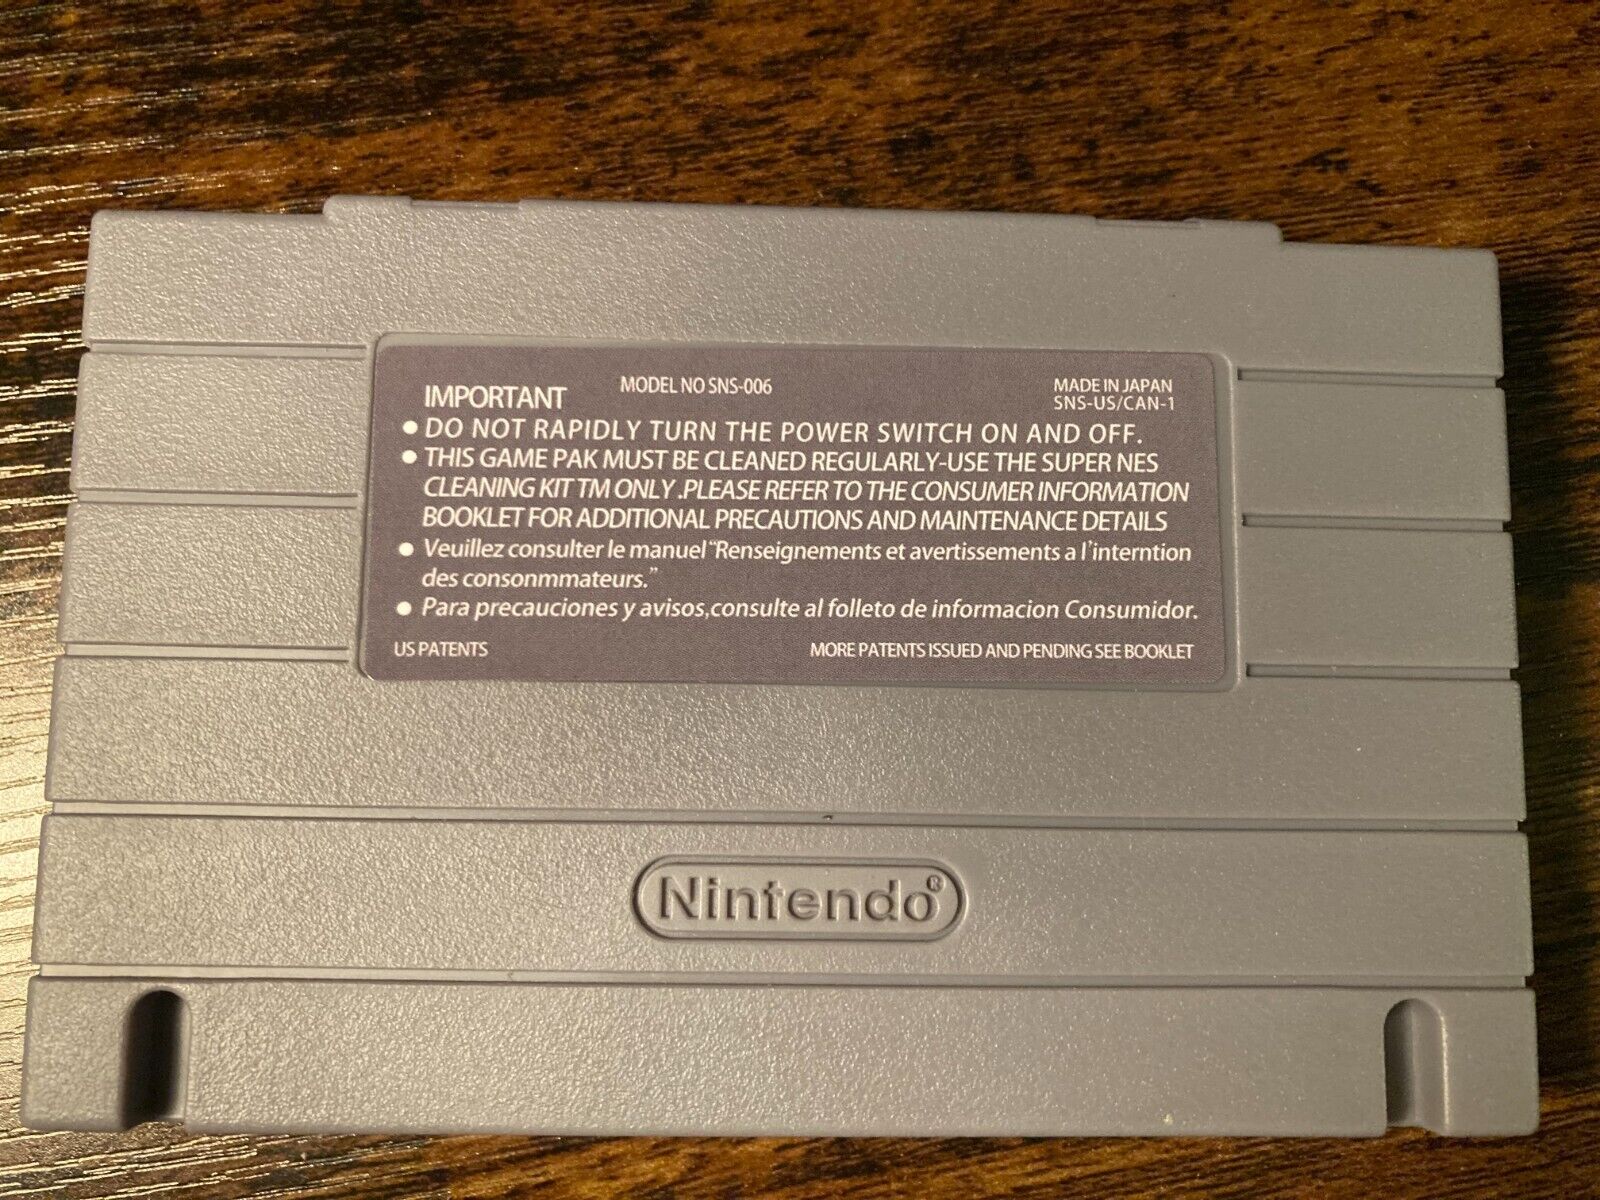 IMPORTANT MODEL NO SNS-006 MADE IN JAPAN
SNS-US/CAN-1
● DO NOT RAPIDLY TURN THE POWER SWITCH ON AND OFF.
● THIS GAME PAK MUST BE CLEANED REGULARLY-USE THE SUPER NES
CLEANING KIT TM ONLY .PLEASE REFER TO THE CONSUMER INFORMATION
BOOKLET FOR ADDITIONAL PRECAUTIONS AND MAINTENANCE DETAILS
● Veuillez consulter le manuel "Renseignements et avertissements a l'interntion
des consonmmateurs."
● Para precauciones y avisos,consulte al folleto de informacion Consumidor.
US PATENTS MORE PATENTS ISSUED AND PENDING SEE BOOKLET
Nintendo®